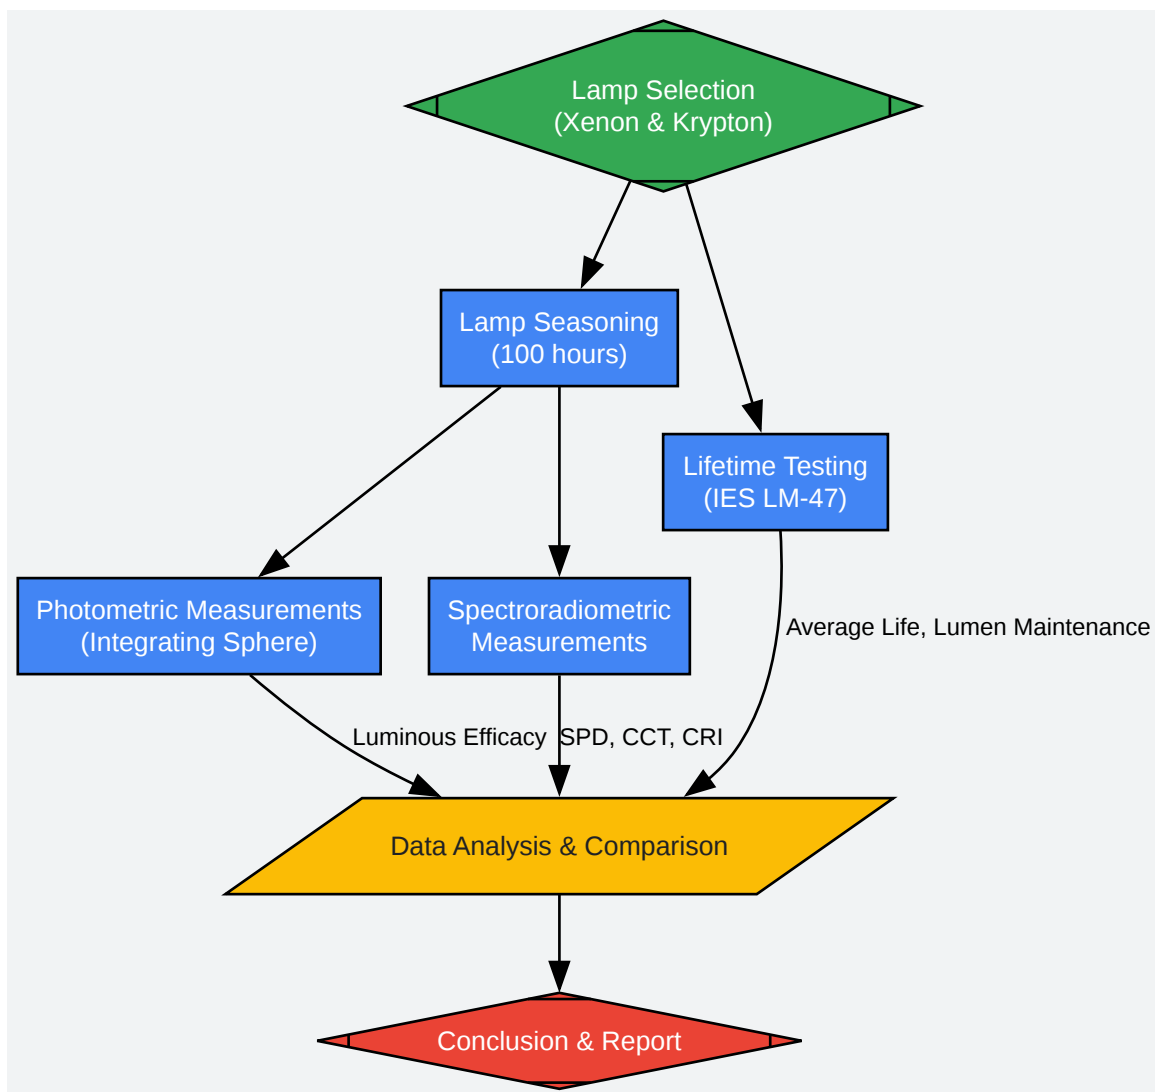 Lamp Selection
(Xenon & Krypton)
Lamp Seasoning
(100 hours)
Lifetime Testing
(IES LM-47)
Photometric Measurements
(Integrating Sphere)
Spectroradiometric
Measurements
Average Life, Lumen Maintenance
Luminous Efficacy
SPD, CCT, CRI
Data Analysis & Comparison
Conclusion & Report